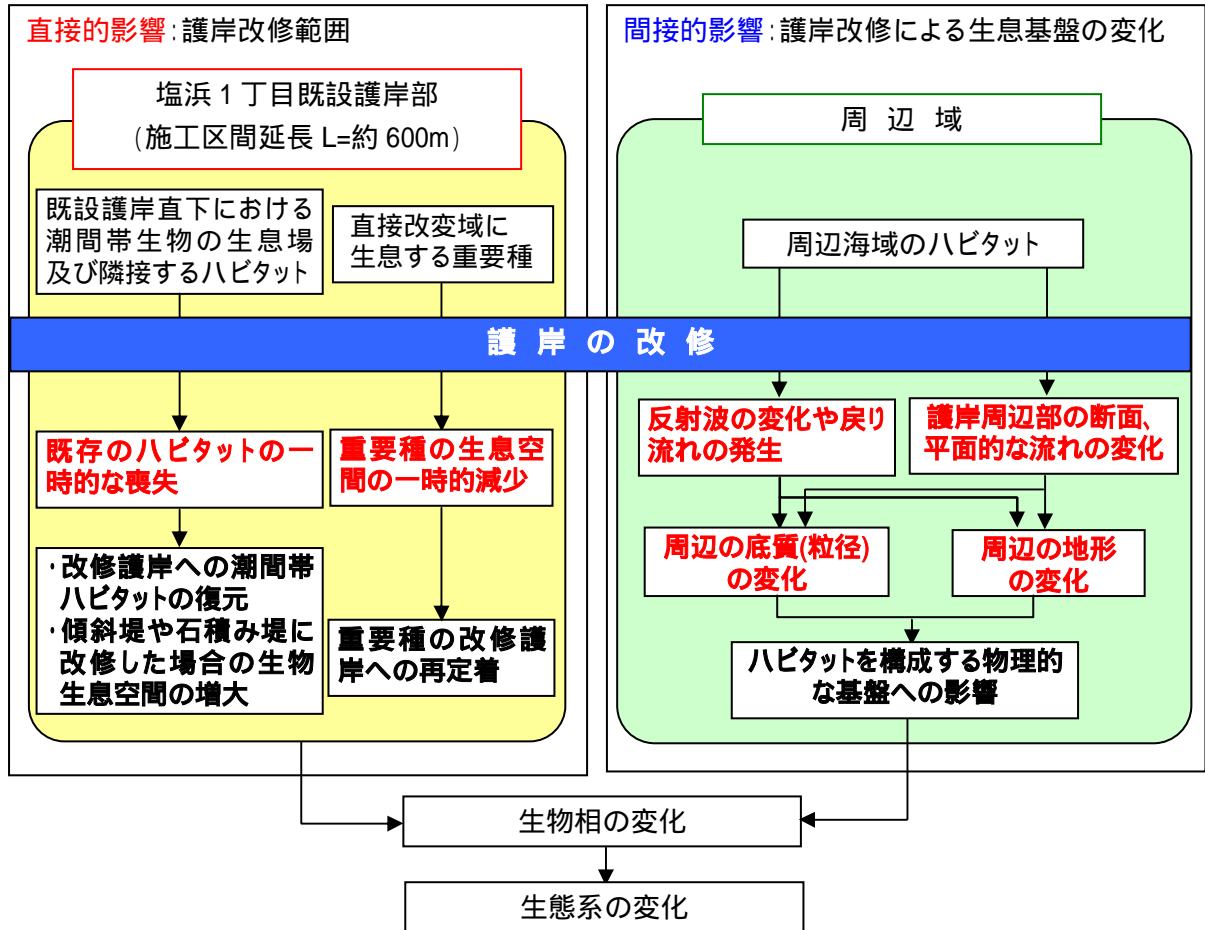 直接的影響：護岸改修範囲
塩浜１丁目既設護岸部
（施工区間延長 L=約 600m）
既設護岸直下における
潮間帯生物の生息場
及び隣接するハビタット
直接改変域に
生息する重要種
間接的影響：護岸改修による生息基盤の変化
周 辺 域
周辺海域のハビタット
護 岸 の 改 修
既存のハビタットの一
時的な喪失
重要種の生息空
間の一時的減少
反射波の変化や戻り
流れの発生
護岸周辺部の断面、
平面的な流れの変化
・改修護岸への潮間帯
ハビタットの復元
・傾斜堤や石積み堤に
改修した場合の生物
生息空間の増大
重要種の改修護
岸への再定着
周辺の底質(粒径)
の変化
周辺の地形
の変化
ハビタットを構成する物理的
な基盤への影響
生物相の変化
生態系の変化